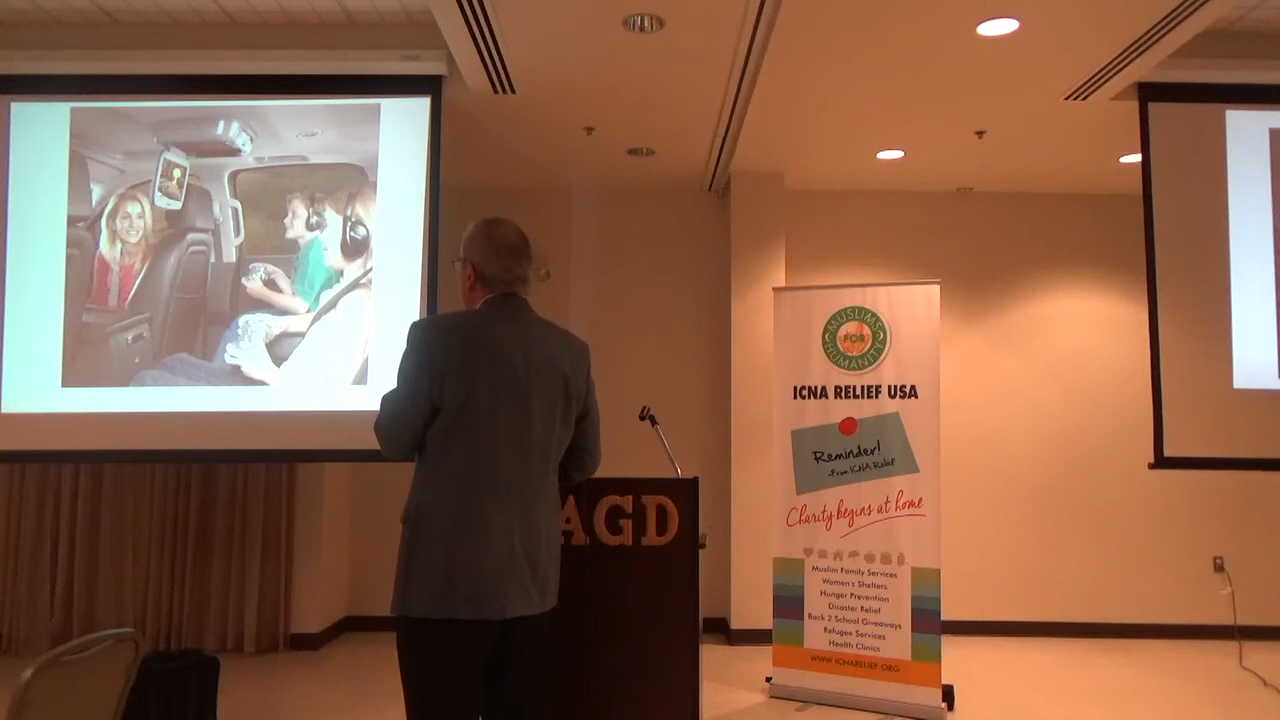 AGD
MUSLIMS
FOR
HUMANITY
ICNA RELIEF USA
Reminder!
-From ICNA Relief
Charity begins at home
Muslim Family Services
Women's Shelters
Hunger Prevention
Disaster Relief
Back 2 School Giveaways
Refugee Services
Health Clinics
WWW.ICNARELIEF.ORG